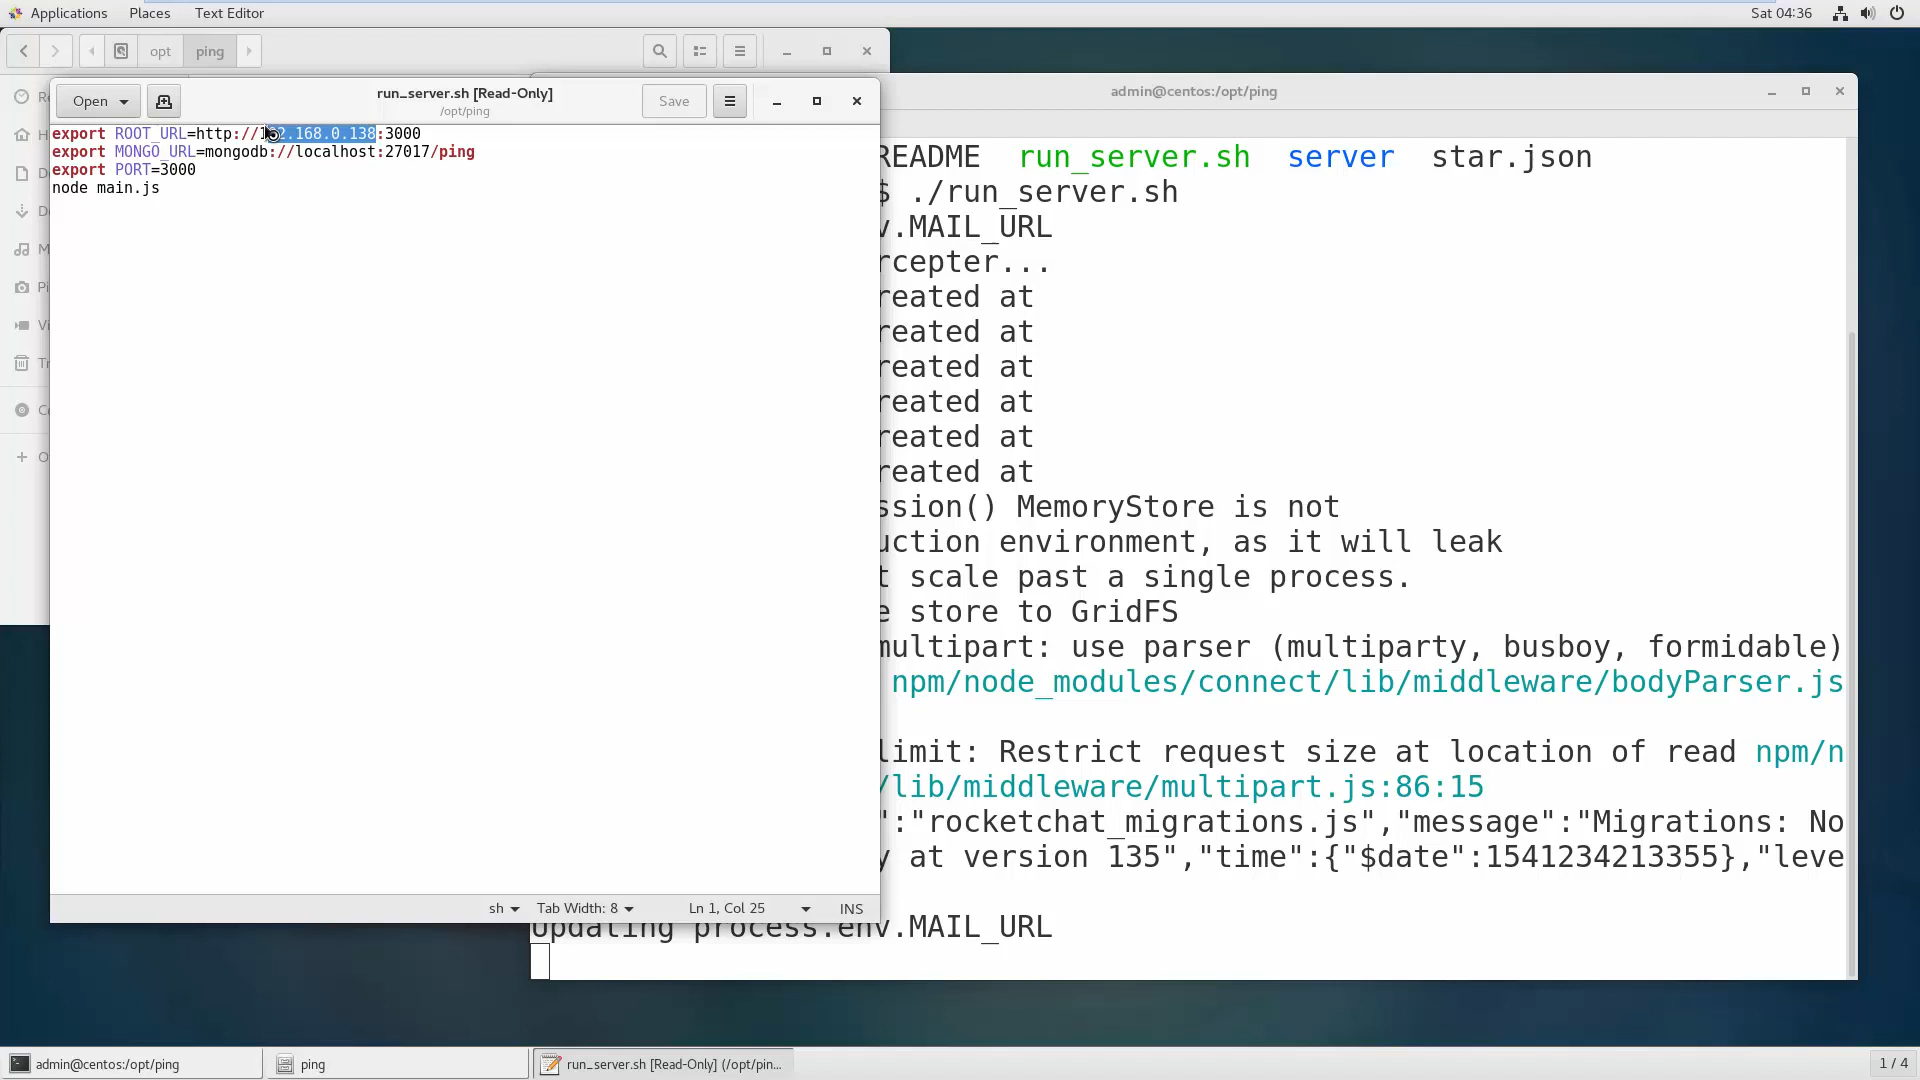 Applications Places Text Editor Sat 04:36
opt ping
run_server.sh [Read-Only]
/opt/ping
Open Save
admin@centos:/opt/ping
export ROOT_URL=http://192.168.0.138:3000
export MONGO_URL=mongodb://localhost:27017/ping
export PORT=3000
node main.js
README run_server.sh server star.json
$ ./run_server.sh
v.MAIL_URL
rcepter...
reated at
reated at
reated at
reated at
reated at
reated at
ssion() MemoryStore is not
uction environment, as it will leak
t scale past a single process.
e store to GridFS
multipart: use parser (multiparty, busboy, formidable)
npm/node_modules/connect/lib/middleware/bodyParser.js
limit: Restrict request size at location of read npm/n
/lib/middleware/multipart.js:86:15
":"rocketchat_migrations.js","message":"Migrations: No
y at version 135","time":{"$date":1541234213355},"leve
sh Tab Width: 8 Ln 1, Col 25 INS
Updating process.env.MAIL_URL
admin@centos:/opt/ping ping run_server.sh [Read-Only] (/opt/pin... 1 / 4